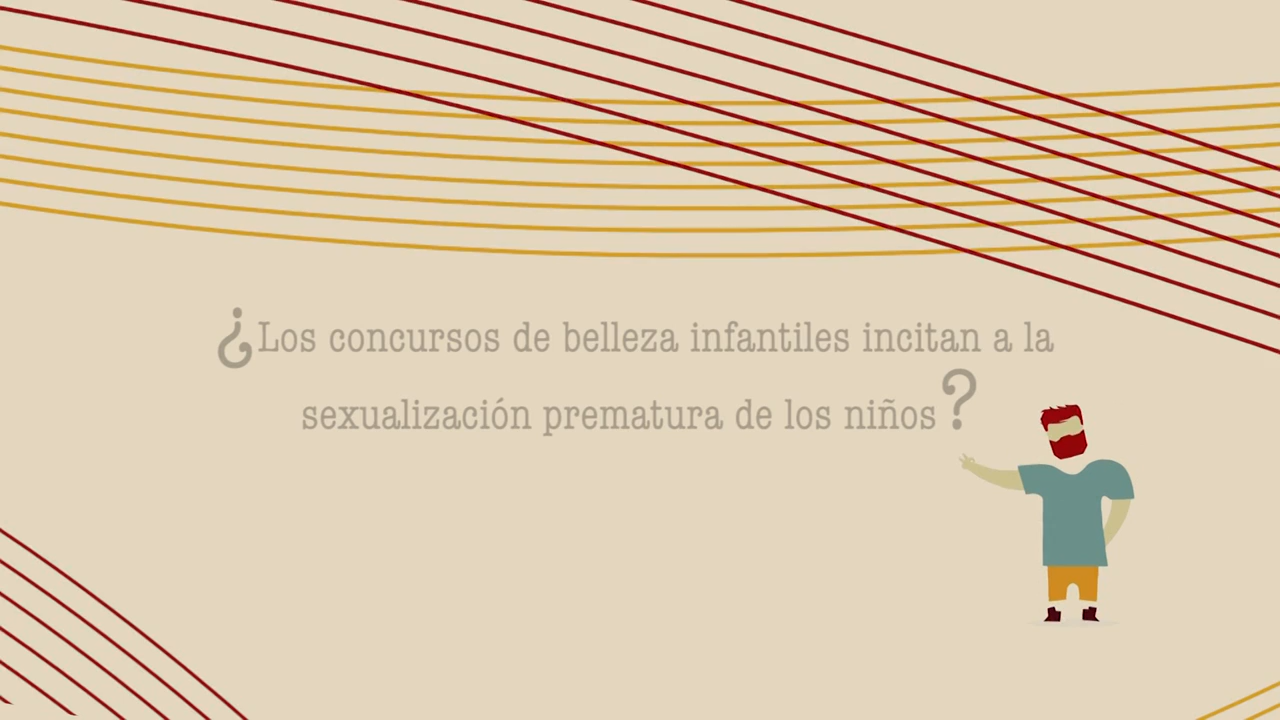 ¿Los concursos de belleza infantiles incitan a la
sexualización prematura de los niños?